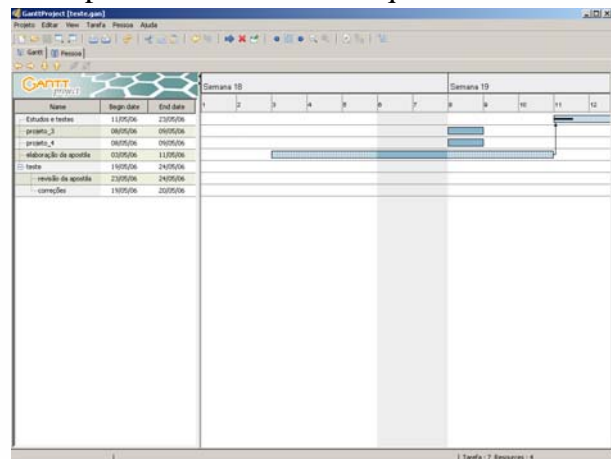 GanttProject [texte.gan]
Projeto Editar View Tarefa Pessoa Ajuda
Gantt Pessoa
GANTT
PROJECT
Semana 18 Semana 19
Name Begin date End date 1 2 3 4 5 6 7 8 9 10 11 12
Estudos e testes 11/05/06 23/05/06
projeto_3 08/05/06 09/05/06
projeto_4 08/05/06 09/05/06
elaboração da apostila 03/05/06 11/05/06
teste 19/05/06 24/05/06
revisão da apostila 23/05/06 24/05/06
correções 19/05/06 20/05/06
Tarefa : 7 Resources : 4